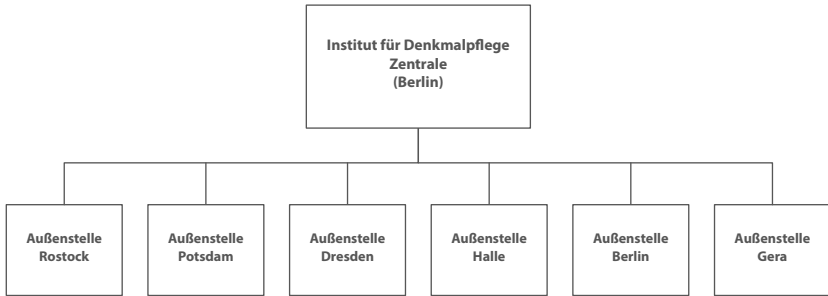 Institut für Denkmalpflege
Zentrale
(Berlin)
Außenstelle
Rostock
Außenstelle
Potsdam
Außenstelle
Dresden
Außenstelle
Halle
Außenstelle
Berlin
Außenstelle
Gera